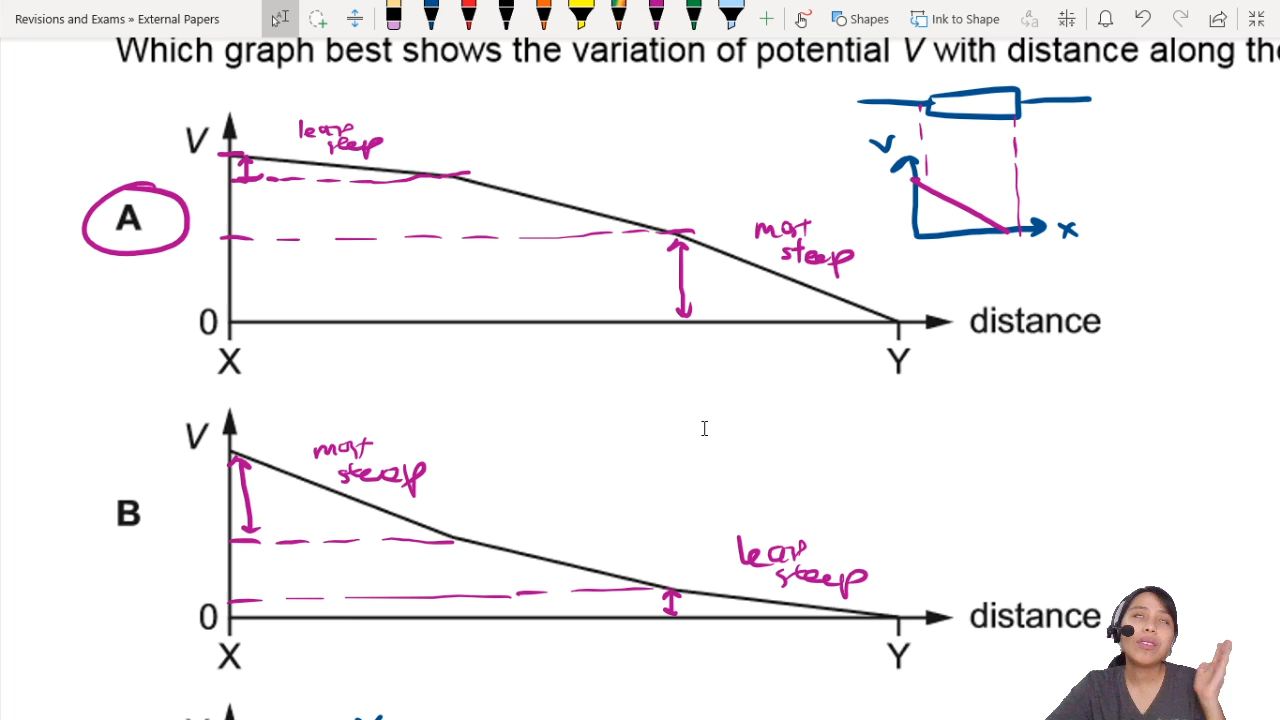 Revisions and Exams » External Papers
Shapes
Ink to Shape
Which graph best shows the variation of potential V with distance along the
V
least
steep
A
most
steep
0
distance
X
Y
V
x
V
most
steep
B
least
steep
0
distance
X
Y